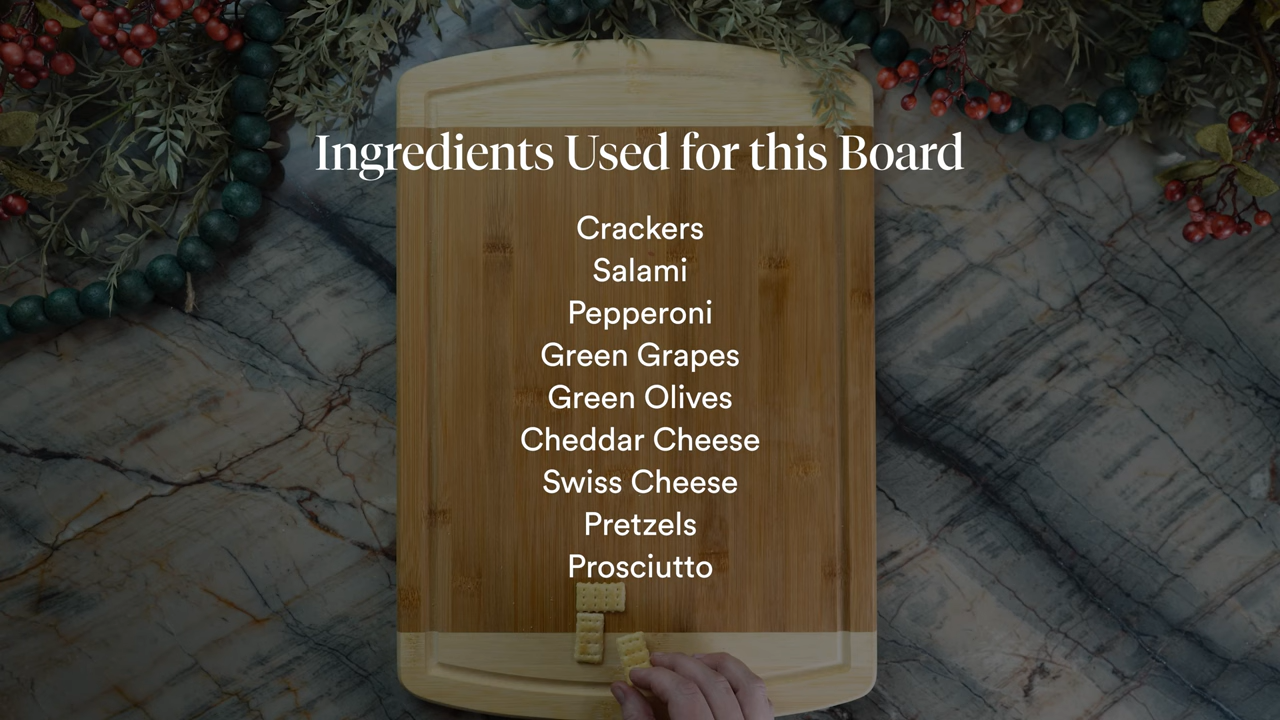 Ingredients Used for this Board
Crackers
Salami
Pepperoni
Green Grapes
Green Olives
Cheddar Cheese
Swiss Cheese
Pretzels
Prosciutto